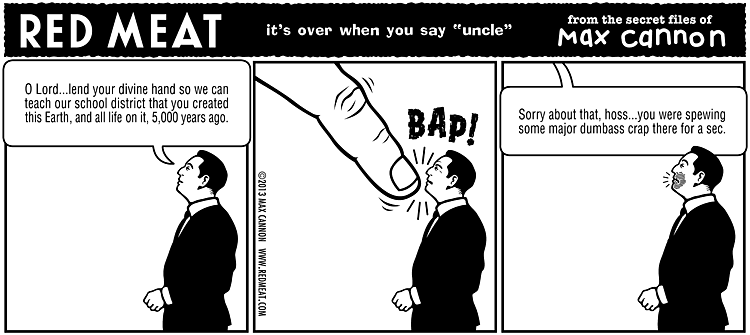 RED MEAT
it's over when you say "uncle"
from the secret files of
Max cannon
O Lord...lend your divine hand so we can
teach our school district that you created
this Earth, and all life on it, 5,000 years ago.
BAP!
©2013 MAX CANNON WWW.REDMEAT.COM
Sorry about that, hoss...you were spewing
some major dumbass crap there for a sec.